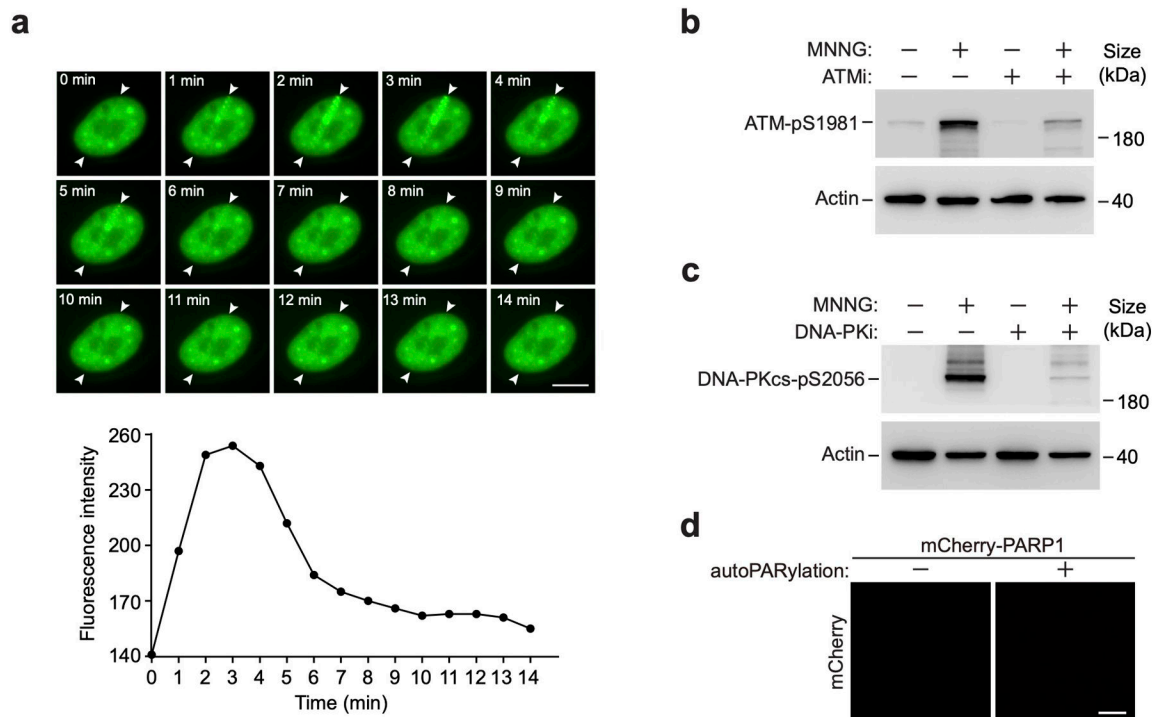 a
0 min 1 min 2 min 3 min 4 min
5 min 6 min 7 min 8 min 9 min
10 min 11 min 12 min 13 min 14 min
Fluorescence intensity
260
230
200
170
140
0 1 2 3 4 5 6 7 8 9 10 11 12 13 14
Time (min)
b
MNNG: − + − + Size
ATMi: − − + + (kDa)
ATM-pS1981
180
Actin 40
c
MNNG: − + − + Size
DNA-PKi: − − + + (kDa)
DNA-PKcs-pS2056
180
Actin 40
d
mCherry-PARP1
autoPARylation: − +
mCherry